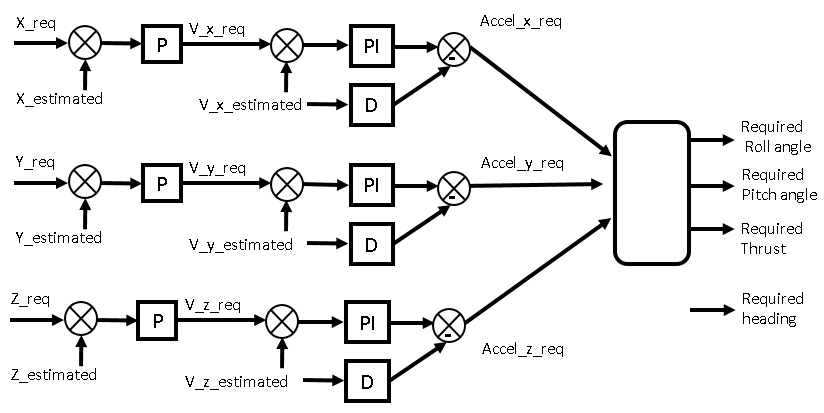 X_req
P
V_x_req
PI
-
Accel_x_req
X_estimated
V_x_estimated
D
Y_req
P
V_y_req
PI
-
Accel_y_req
Y_estimated
V_y_estimated
D
Z_req
P
V_z_req
PI
-
Accel_z_req
Z_estimated
V_z_estimated
D
Required
Roll angle
Required
Pitch angle
Required
Thrust
Required
heading